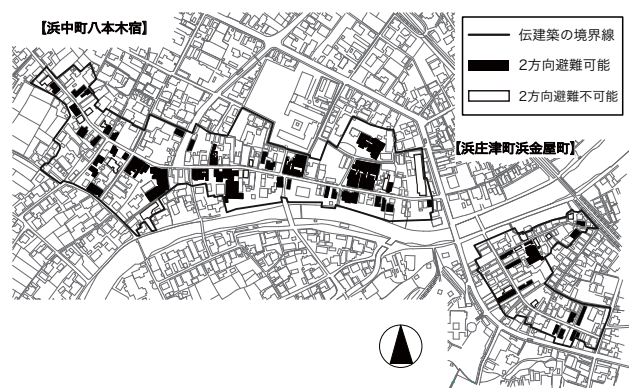 【浜中町八本木宿】
伝建築の境界線
2方向避難可能
2方向避難不可能
【浜庄津町浜金屋町】